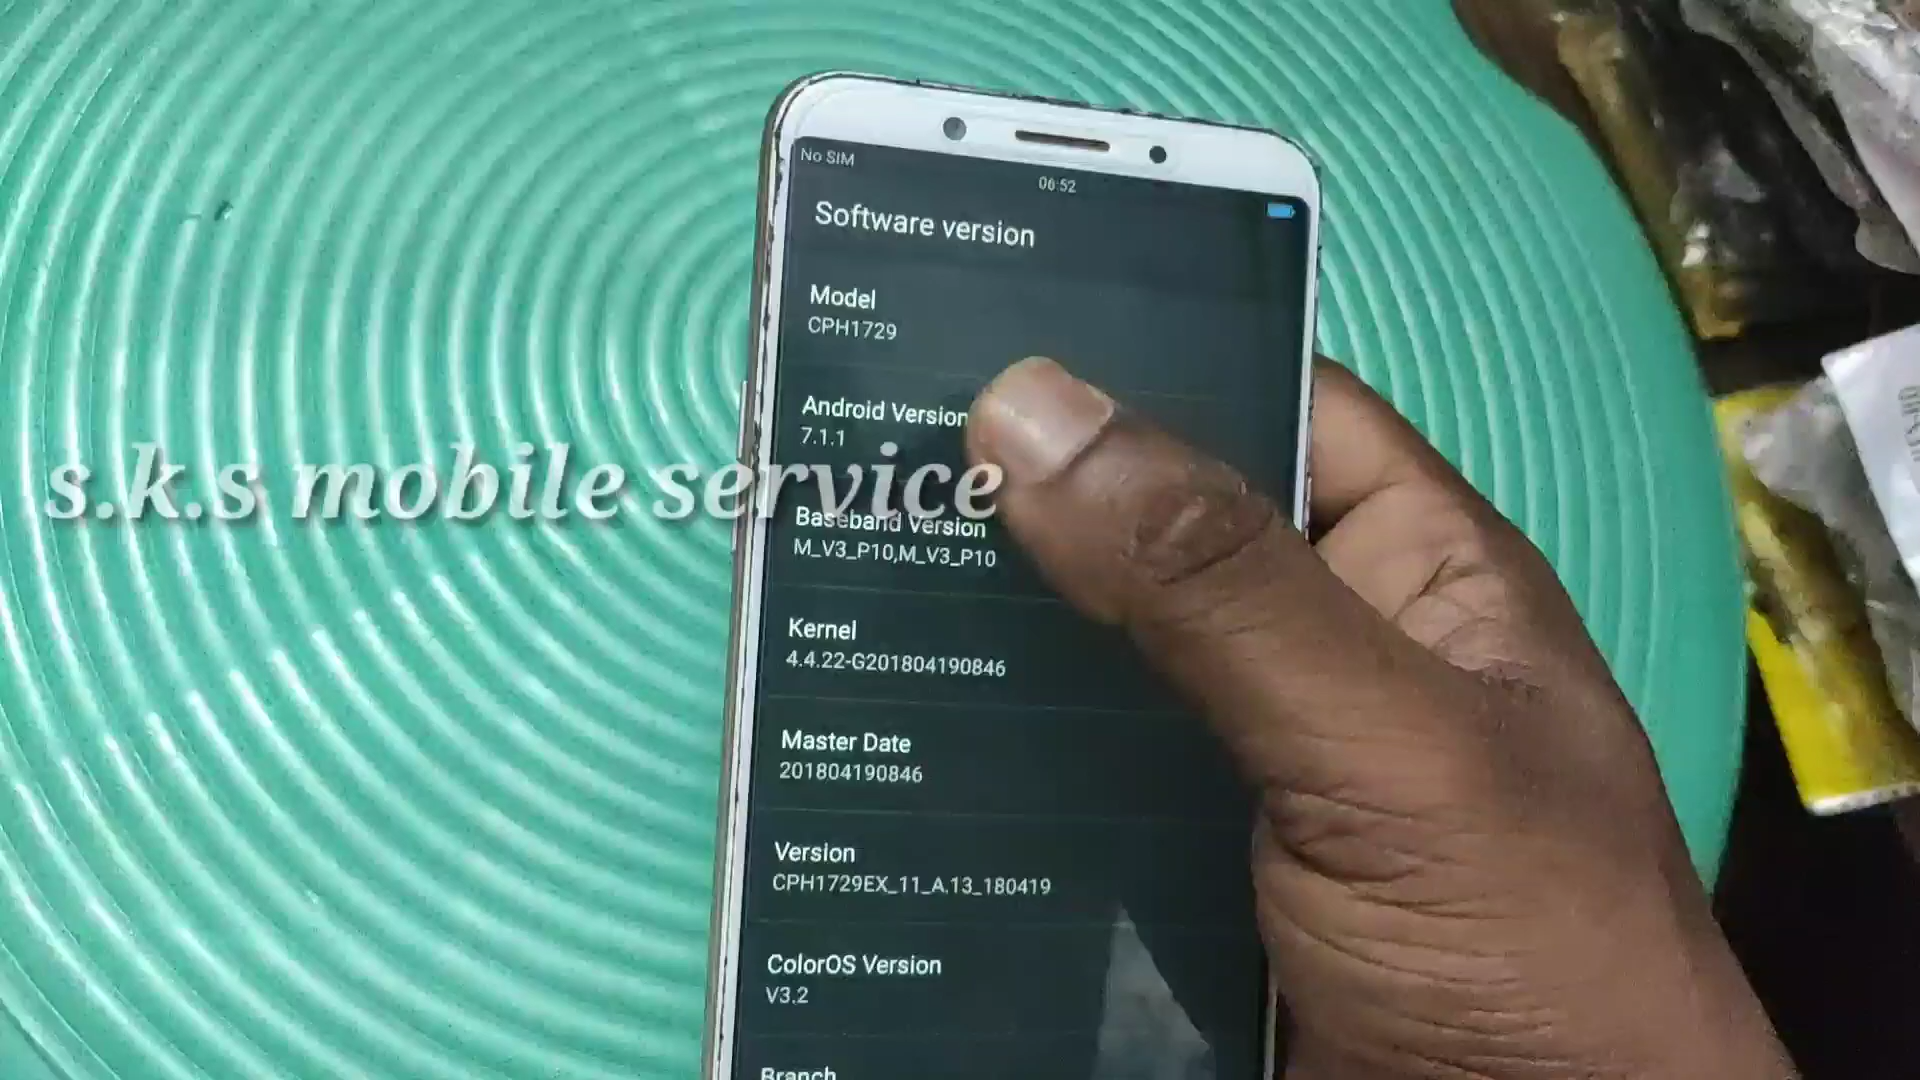 No SIM
06:52
Software version
Model
CPH1729
Android Version
7.1.1
s.k.s mobile service
Baseband Version
M_V3_P10,M_V3_P10
Kernel
4.4.22-G201804190846
Master Date
201804190846
Version
CPH1729EX_11_A.13_180419
ColorOS Version
V3.2
Branch